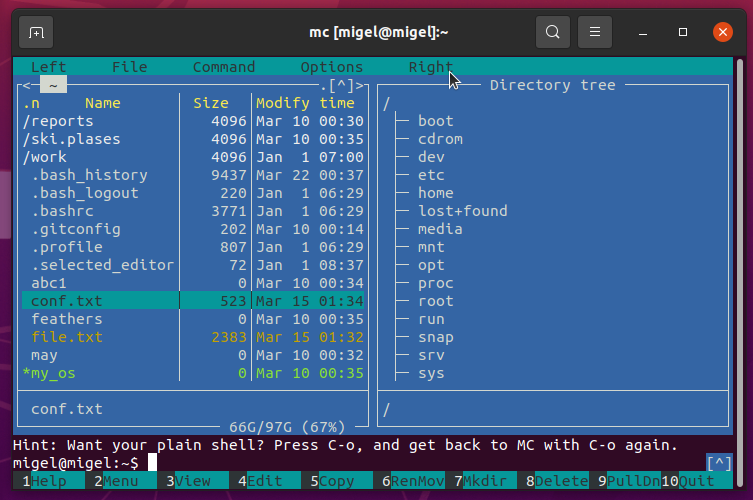 mc [migel@migel]:~
Left File Command Options Right
<─ ~ .[^]> Directory tree
.n Name Size Modify time /
/reports 4096 Mar 10 00:30 boot
/ski.plases 4096 Mar 10 00:35 cdrom
/work 4096 Jan 1 07:00 dev
.bash_history 9437 Mar 22 00:37 etc
.bash_logout 220 Jan 1 06:29 home
.bashrc 3771 Jan 1 06:29 lost+found
.gitconfig 202 Mar 10 00:14 media
.profile 807 Jan 1 06:29 mnt
.selected_editor 72 Jan 1 08:37 opt
abc1 0 Mar 10 00:34 proc
conf.txt 523 Mar 15 01:34 root
feathers 0 Mar 10 00:35 run
file.txt 2383 Mar 15 01:32 snap
may 0 Mar 10 00:32 srv
*my_os 0 Mar 10 00:35 sys
conf.txt /
66G/97G (67%)
Hint: Want your plain shell? Press C-o, and get back to MC with C-o again.
migel@migel:~$ [^]
1Help 2Menu 3View 4Edit 5Copy 6RenMov 7Mkdir 8Delete 9PullDn 10Quit